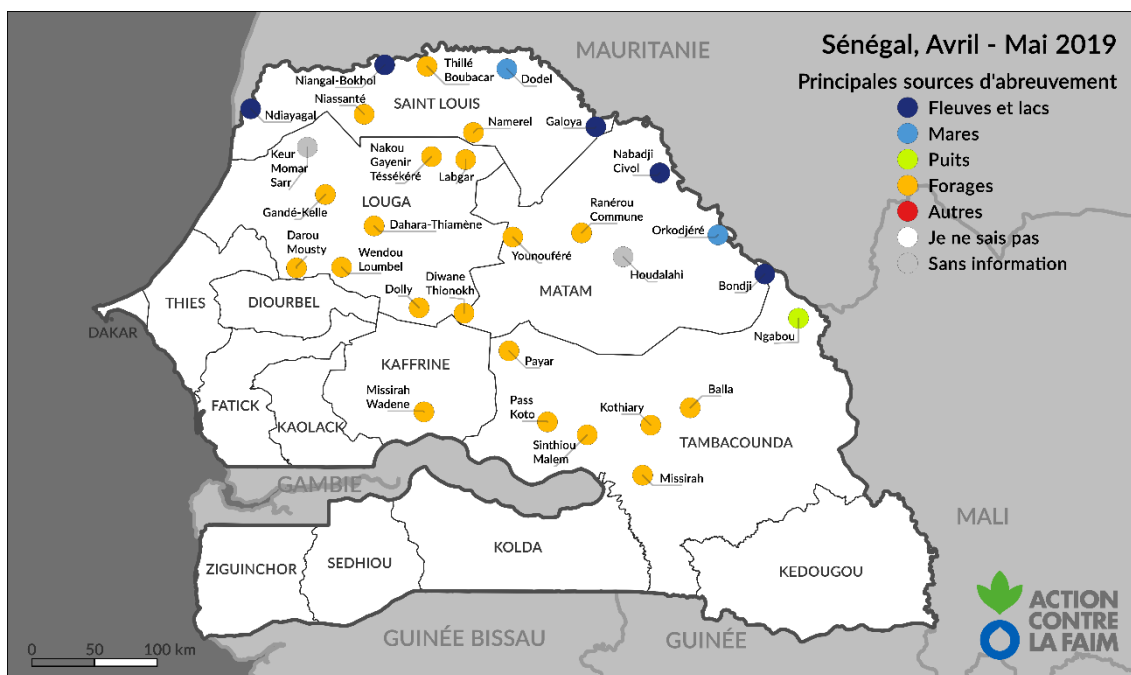 Sénégal, Avril - Mai 2019
Principales sources d'abreuvement
Fleuves et lacs
Mares
Puits
Forages
Autres
Je ne sais pas
Sans information
MAURITANIE
Niangal-Bokhol
Thillé
Boubacar
Dodel
Niassanté
SAINT LOUIS
Ndiayagal
Namerel
Galoya
Keur
Momar
Sarr
Nakou
Gayenir
Téssékéré
Labgar
Nabadji
Civol
Gandé-Kelle
LOUGA
Ranérou
Commune
Dahara-Thiamène
Orkodjéré
Darou
Mousty
Wendou
Loumbel
Younouféré
Houdalahi
Diwane
Thionokh
Bondji
Dolly
MATAM
THIES
DIOURBEL
DAKAR
Ngabou
KAFFRINE
Payar
Missirah
Wadene
Balla
Pass
Koto
Kothiary
FATICK
KAOLACK
Sinthiou
Malem
TAMBACOUNDA
Missirah
GAMBIE
MALI
ZIGUINCHOR
SEDHIOU
KOLDA
KEDOUGOU
GUINÉE BISSAU
GUINÉE
ACTION
CONTRE
LA FAIM
0 50 100 km